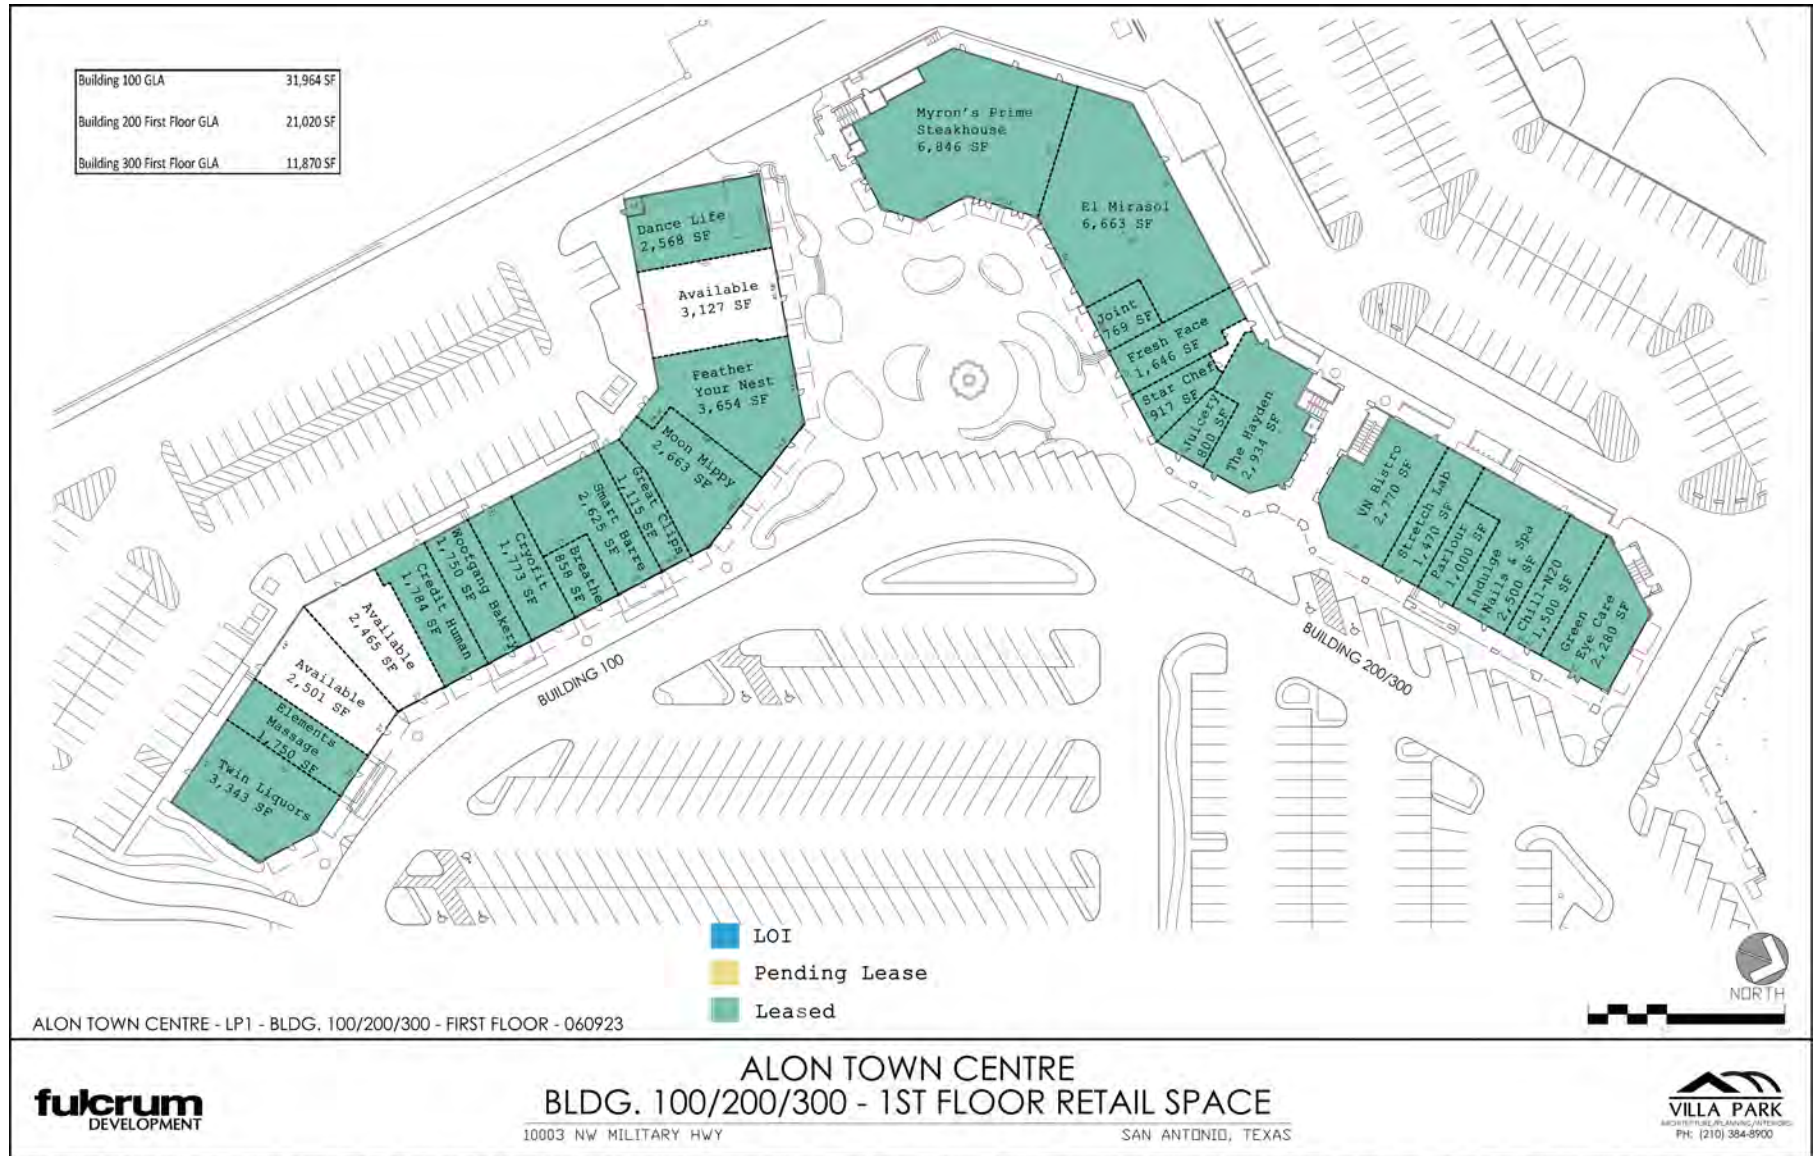 Building 100 GLA 31,964 SF
Building 200 First Floor GLA 21,020 SF
Building 300 First Floor GLA 11,870 SF
Myron's Prime
Steakhouse
6,846 SF
El Mirasol
6,663 SF
Dance Life
2,568 SF
Available
3,127 SF
Feather
Your Nest
3,654 SF
Moon Mippy
2,663 SF
Great Clips
1,115 SF
Smart Barre
2,625 SF
Breathe
858 SF
Cryofit
1,773 SF
Woofgang Bakery
1,750 SF
Credit Human
1,784 SF
Available
2,465 SF
Available
2,501 SF
Elements
Massage
1,750 SF
Twin Liquors
3,343 SF
Joint
769 SF
Fresh Face
1,646 SF
Star Chef
917 SF
Juicery
800 SF
The Hayden
2,934 SF
VN Bistro
2,770 SF
Stretch Lab
1,470 SF
Parlour
1,000 SF
Indulge
Nails & Spa
2,500 SF
Chill-N20
1,500 SF
Green
Eye Care
2,280 SF
BUILDING 100
BUILDING 200/300
LOI
Pending Lease
Leased
NORTH
ALON TOWN CENTRE - LP1 - BLDG. 100/200/300 - FIRST FLOOR - 060923
fulcrum
DEVELOPMENT
ALON TOWN CENTRE
BLDG. 100/200/300 - 1ST FLOOR RETAIL SPACE
10003 NW MILITARY HWY SAN ANTONIO, TEXAS
VILLA PARK
ARCHITECTURE/PLANNING/INTERIORS
PH: (210) 384-8900